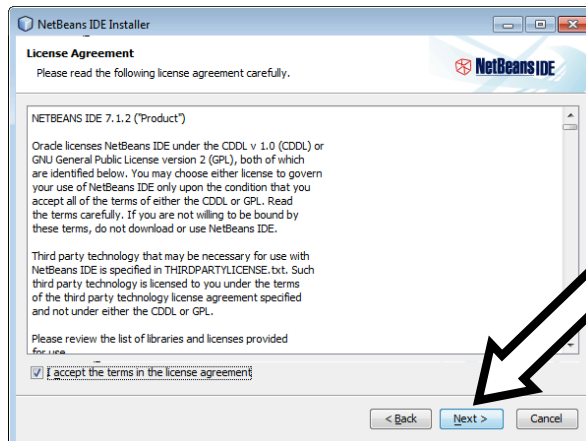 NetBeans IDE Installer
License Agreement
Please read the following license agreement carefully.
NetBeans IDE
NETBEANS IDE 7.1.2 ("Product")
Oracle licenses NetBeans IDE under the CDDL v 1.0 (CDDL) or
GNU General Public License version 2 (GPL), both of which
are identified below. You may choose either license to govern
your use of NetBeans IDE only upon the condition that you
accept all of the terms of either the CDDL or GPL. Read
the terms carefully. If you are not willing to be bound by
these terms, do not download or use NetBeans IDE.
Third party technology that may be necessary for use with
NetBeans IDE is specified in THIRDPARTYLICENSE.txt. Such
third party technology is licensed to you under the terms
of the third party technology license agreement specified
and not under either the CDDL or GPL.
Please review the list of libraries and licenses provided
for use
I accept the terms in the license agreement
< Back
Next >
Cancel